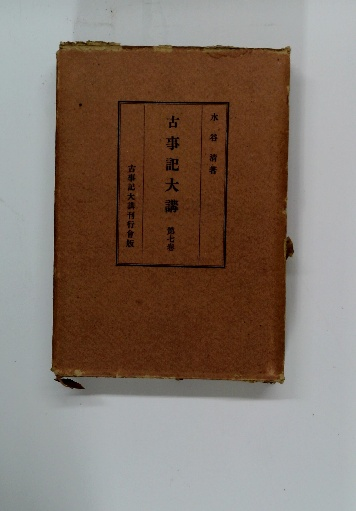 水谷清著
古事記大講 第七卷
古事記大講刊行會版